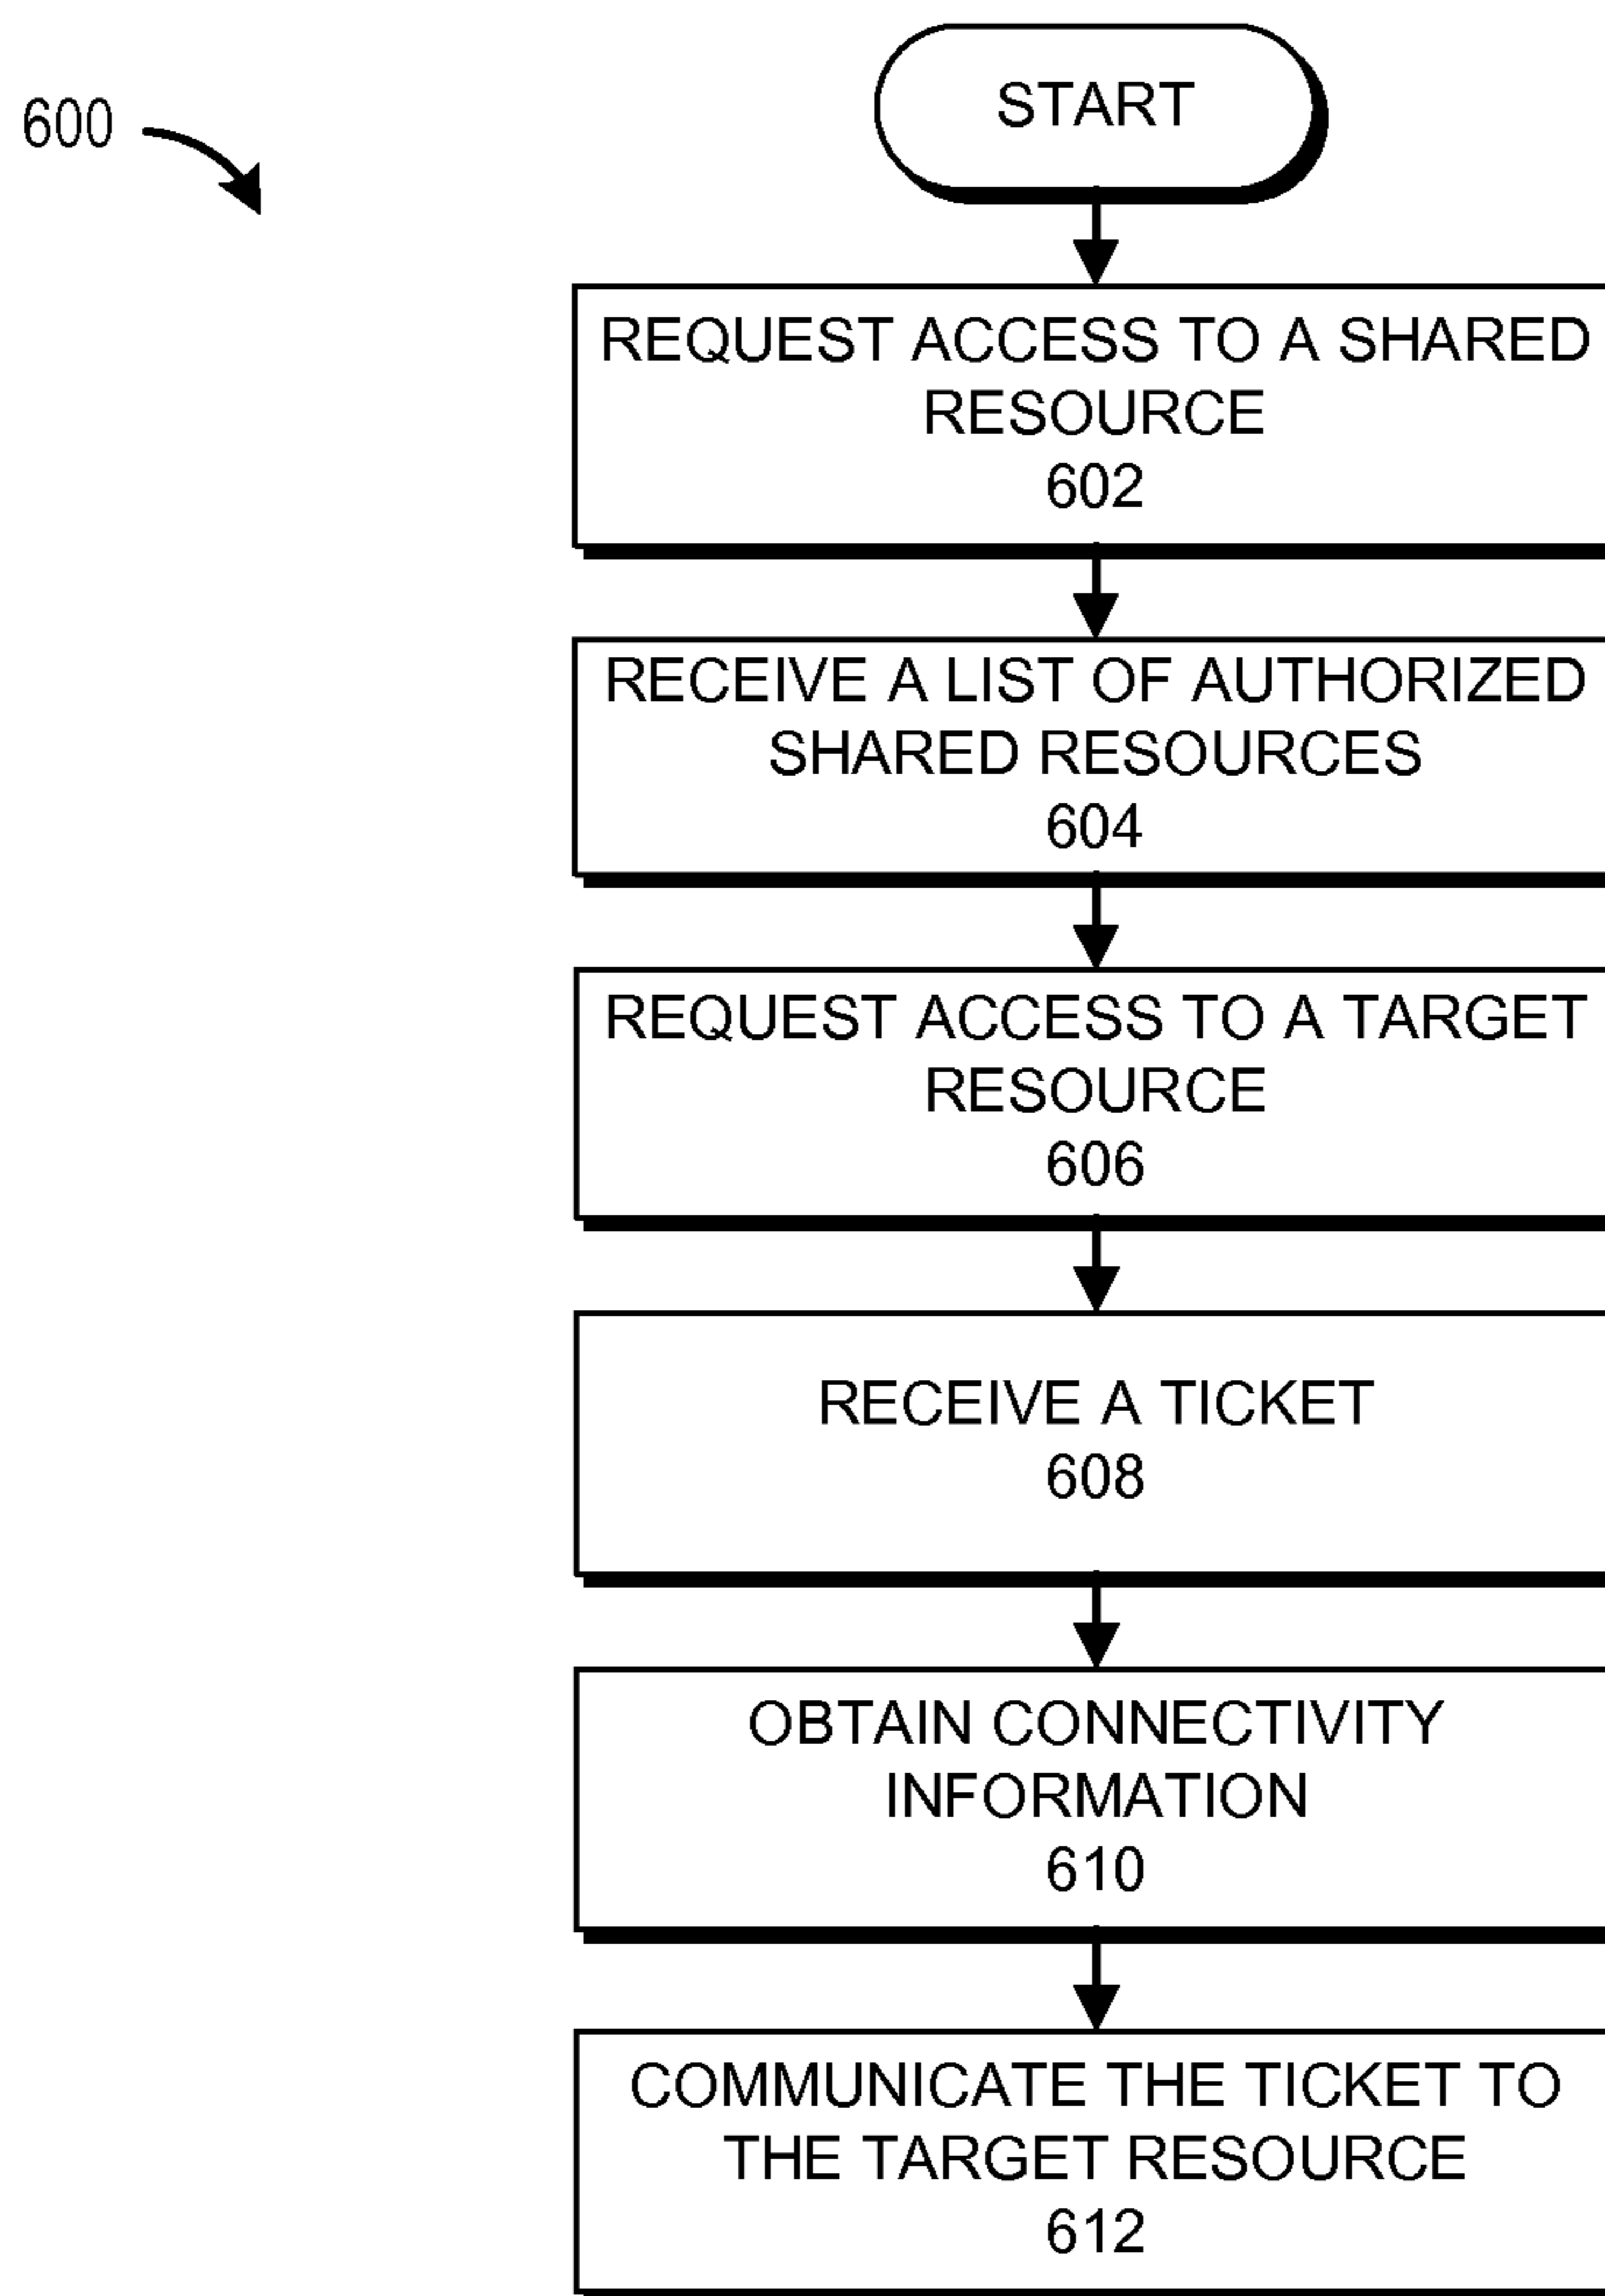 600
START
REQUEST ACCESS TO A SHARED
RESOURCE
602
RECEIVE A LIST OF AUTHORIZED
SHARED RESOURCES
604
REQUEST ACCESS TO A TARGET
RESOURCE
606
RECEIVE A TICKET
608
OBTAIN CONNECTIVITY
INFORMATION
610
COMMUNICATE THE TICKET TO
THE TARGET RESOURCE
612